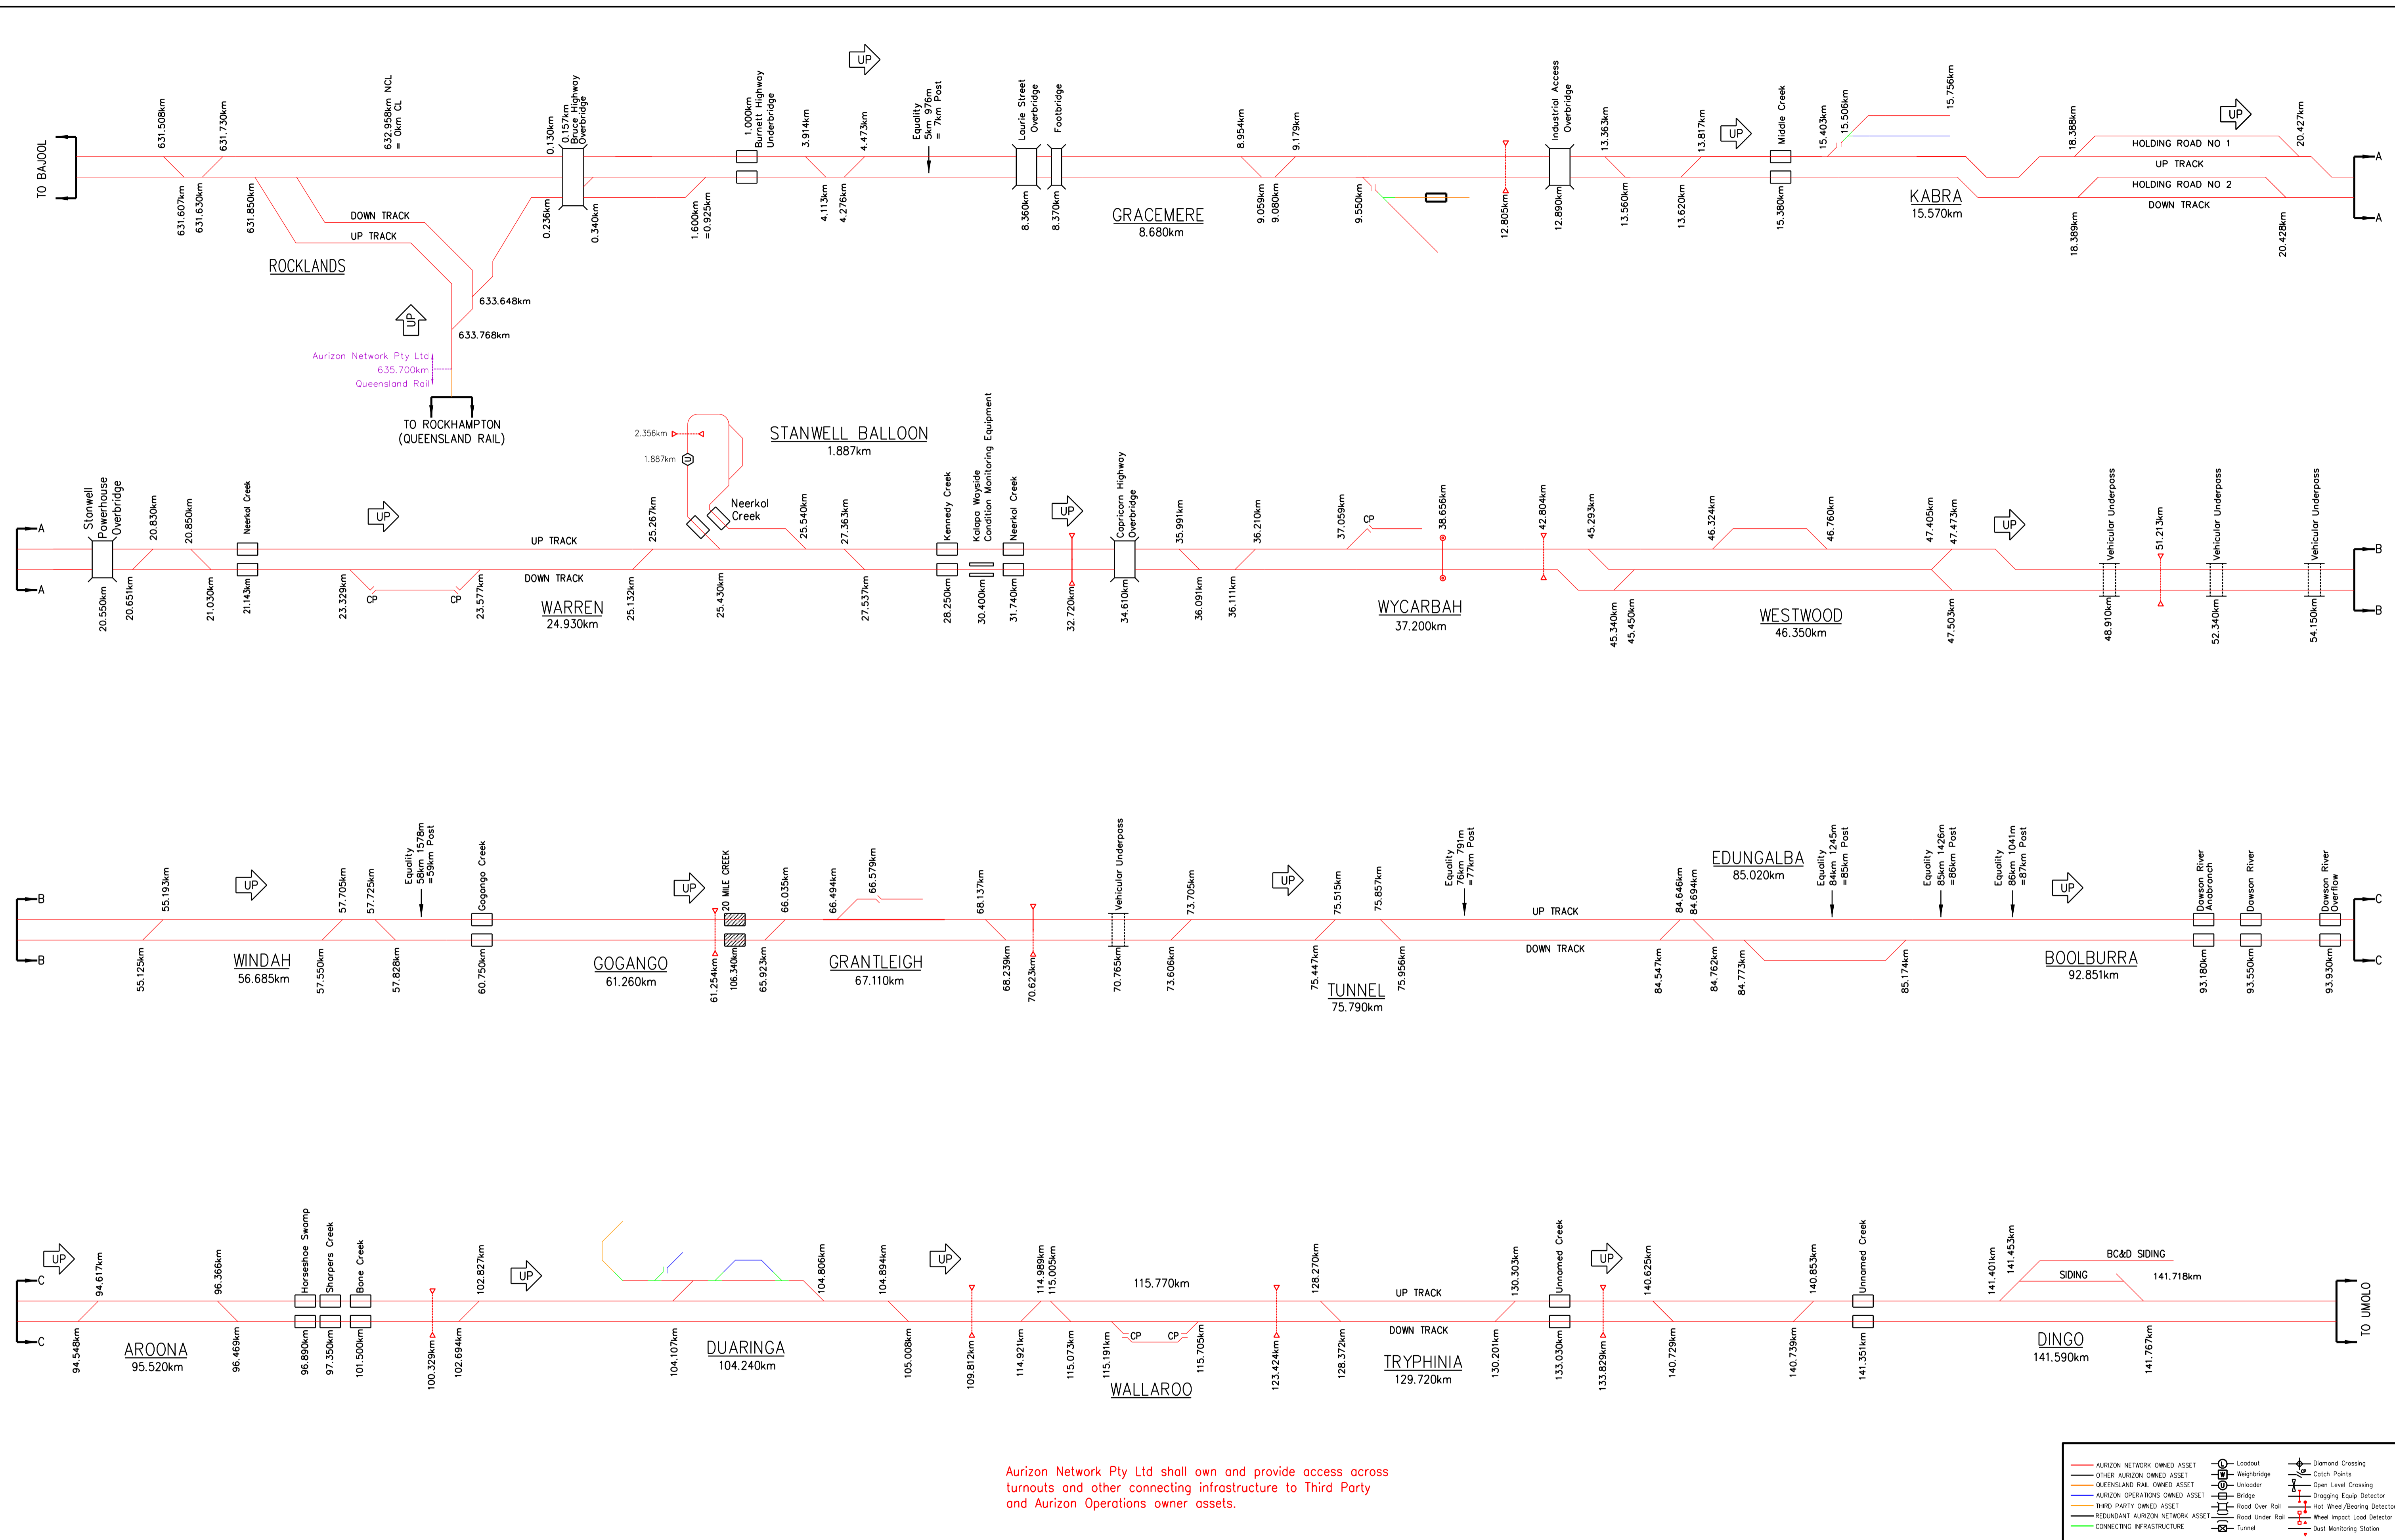 TO BAJOOL
631.508km
631.607km
631.630km
631.730km
631.850km
632.958km NCL
= 0km CL
DOWN TRACK
UP TRACK
ROCKLANDS
633.648km
633.768km
UP
Aurizon Network Pty Ltd
635.700km
Queensland Rail
TO ROCKHAMPTON
(QUEENSLAND RAIL)
0.130km
0.157km
Bruce Highway
Overbridge
0.236km
0.340km
1.600km
=0.925km
1.000km
Burnett Highway
Underbridge
3.914km
4.113km
4.276km
4.473km
UP
Equality
5km 976m
= 7km Post
Laurie Street
Overbridge
8.360km
Footbridge
8.370km
GRACEMERE
8.680km
8.954km
9.059km
9.080km
9.179km
9.550km
12.805km
Industrial Access
Overbridge
12.890km
13.363km
13.560km
13.620km
13.817km
UP
Middle Creek
15.380km
15.403km
15.506km
15.756km
KABRA
15.570km
18.388km
18.389km
HOLDING ROAD NO 1
UP TRACK
HOLDING ROAD NO 2
DOWN TRACK
UP
20.427km
20.428km
A
A
A
A
Stanwell
Powerhouse
Overbridge
20.550km
20.651km
20.830km
20.850km
21.030km
Neerkol Creek
21.143km
UP
23.329km
CP
CP
23.577km
UP TRACK
DOWN TRACK
WARREN
24.930km
25.132km
25.267km
25.430km
2.356km
1.887km
U
STANWELL BALLOON
1.887km
Neerkol
Creek
25.540km
27.363km
27.537km
Kennedy Creek
28.250km
Kalapa Wayside
Condition Monitoring Equipment
30.400km
Neerkol Creek
31.740km
UP
32.720km
Capricorn Highway
Overbridge
34.610km
35.991km
36.091km
36.111km
36.210km
37.059km
CP
WYCARBAH
37.200km
38.656km
42.804km
45.293km
45.340km
45.450km
46.324km
46.760km
WESTWOOD
46.350km
47.405km
47.473km
47.503km
UP
Vehicular Underpass
48.910km
51.213km
Vehicular Underpass
52.340km
Vehicular Underpass
54.150km
B
B
B
B
55.125km
55.193km
UP
WINDAH
56.685km
57.550km
57.705km
57.725km
57.828km
Equality
58km 1578m
=59km Post
Gogango Creek
60.750km
GOGANGO
61.260km
UP
61.254km
20 MILE CREEK
106.340km
65.923km
66.035km
66.494km
66.579km
GRANTLEIGH
67.110km
68.137km
68.239km
70.623km
Vehicular Underpass
70.765km
73.606km
73.705km
UP
75.447km
75.515km
TUNNEL
75.790km
75.857km
75.956km
Equality
76km 791m
=77km Post
UP TRACK
DOWN TRACK
84.547km
84.646km
84.694km
84.762km
84.773km
EDUNGALBA
85.020km
Equality
84km 1245m
=85km Post
85.174km
Equality
85km 1426m
=86km Post
Equality
86km 1041m
=87km Post
UP
BOOLBURRA
92.851km
Dawson River
Anabranch
93.180km
Dawson River
93.550km
Dawson River
Overflow
93.930km
C
C
C
C
UP
94.548km
94.617km
AROONA
95.520km
96.366km
96.469km
Horseshoe Swamp
96.890km
Sharpers Creek
97.350km
Bone Creek
101.500km
100.329km
102.694km
102.827km
UP
104.107km
DUARINGA
104.240km
104.806km
104.894km
105.008km
UP
109.812km
114.921km
114.989km
115.005km
115.073km
115.191km
CP
CP
115.705km
115.770km
WALLAROO
123.424km
128.270km
128.372km
UP TRACK
DOWN TRACK
TRYPHINIA
129.720km
130.201km
130.303km
Unnamed Creek
133.030km
UP
133.829km
140.625km
140.729km
140.739km
140.853km
Unnamed Creek
141.351km
141.401km
141.453km
BC&D SIDING
SIDING
141.718km
DINGO
141.590km
141.767km
TO UMOLO
Aurizon Network Pty Ltd shall own and provide access across
turnouts and other connecting infrastructure to Third Party
and Aurizon Operations owner assets.
AURIZON NETWORK OWNED ASSET
OTHER AURIZON OWNED ASSET
QUEENSLAND RAIL OWNED ASSET
AURIZON OPERATIONS OWNED ASSET
THIRD PARTY OWNED ASSET
REDUNDANT AURIZON NETWORK ASSET
CONNECTING INFRASTRUCTURE
L Loadout
W Weighbridge
U Unloader
Bridge
Road Over Rail
Road Under Rail
Tunnel
Diamond Crossing
Catch Points
Open Level Crossing
Dragging Equip Detector
Hot Wheel/Bearing Detector
Wheel Impact Load Detector
Dust Monitoring Station